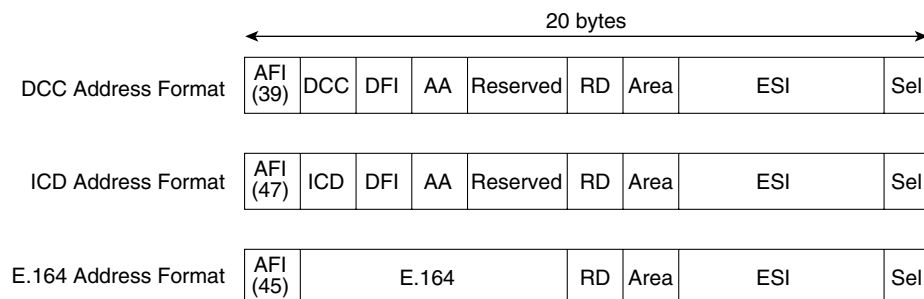 20 bytes
DCC Address Format AFI (39) DCC DFI AA Reserved RD Area ESI Sel
ICD Address Format AFI (47) ICD DFI AA Reserved RD Area ESI Sel
E.164 Address Format AFI (45) E.164 RD Area ESI Sel